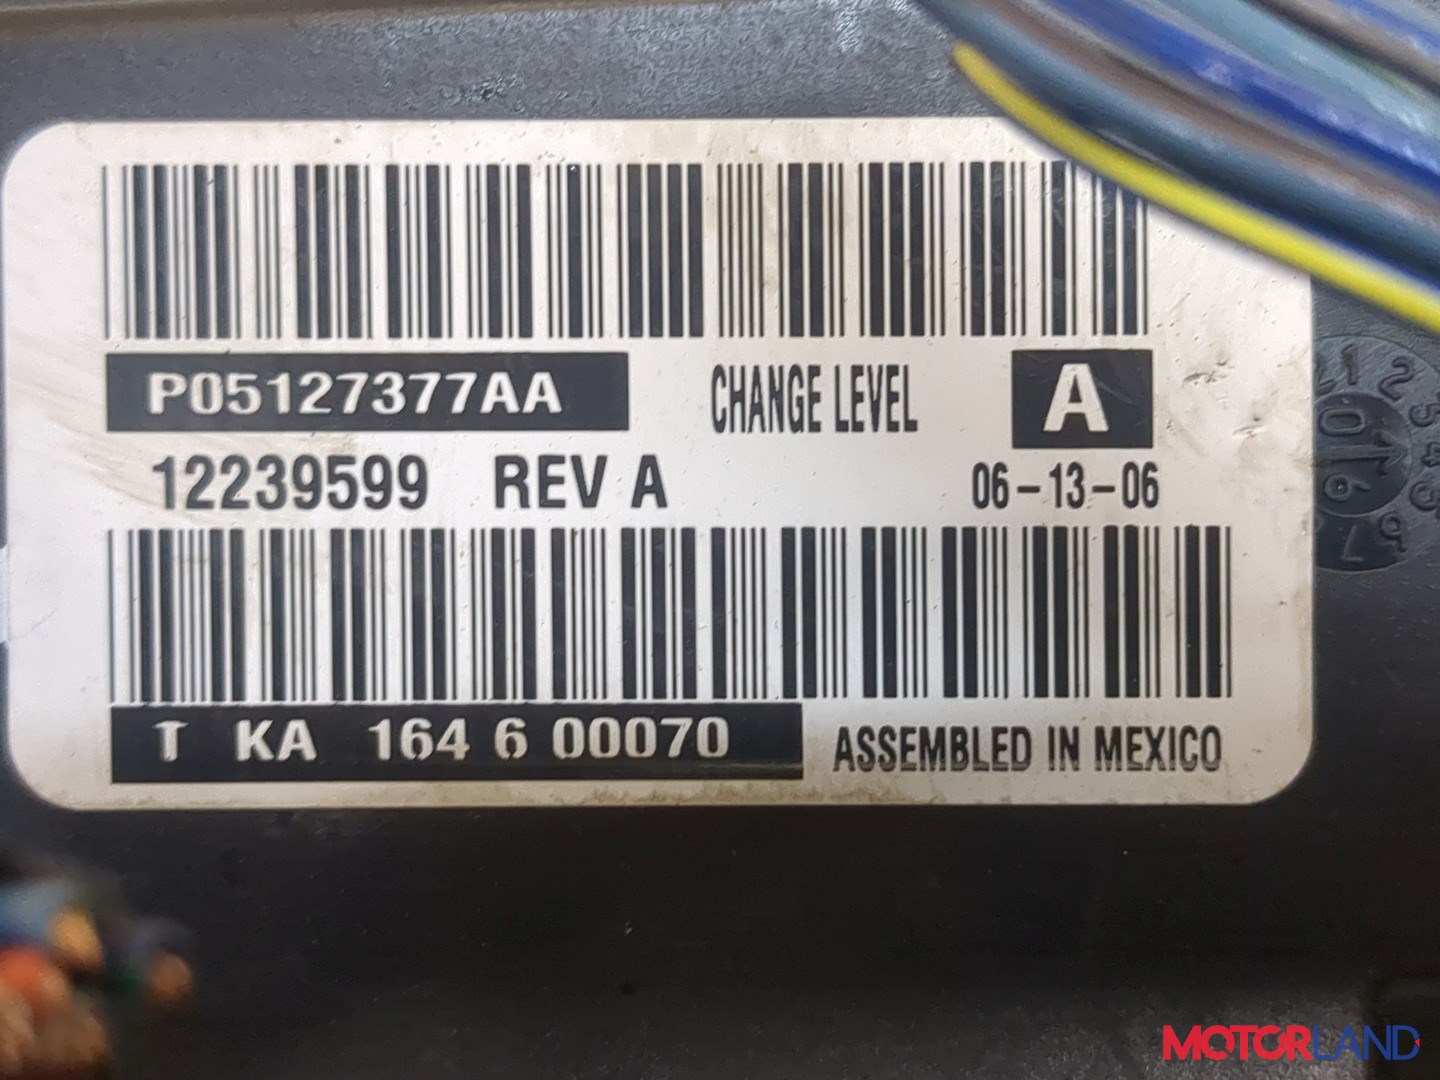 P05127377AA CHANGE LEVEL A
12239599 REV A 06-13-06
T KA 164 6 00070 ASSEMBLED IN MEXICO
MOTORLAND